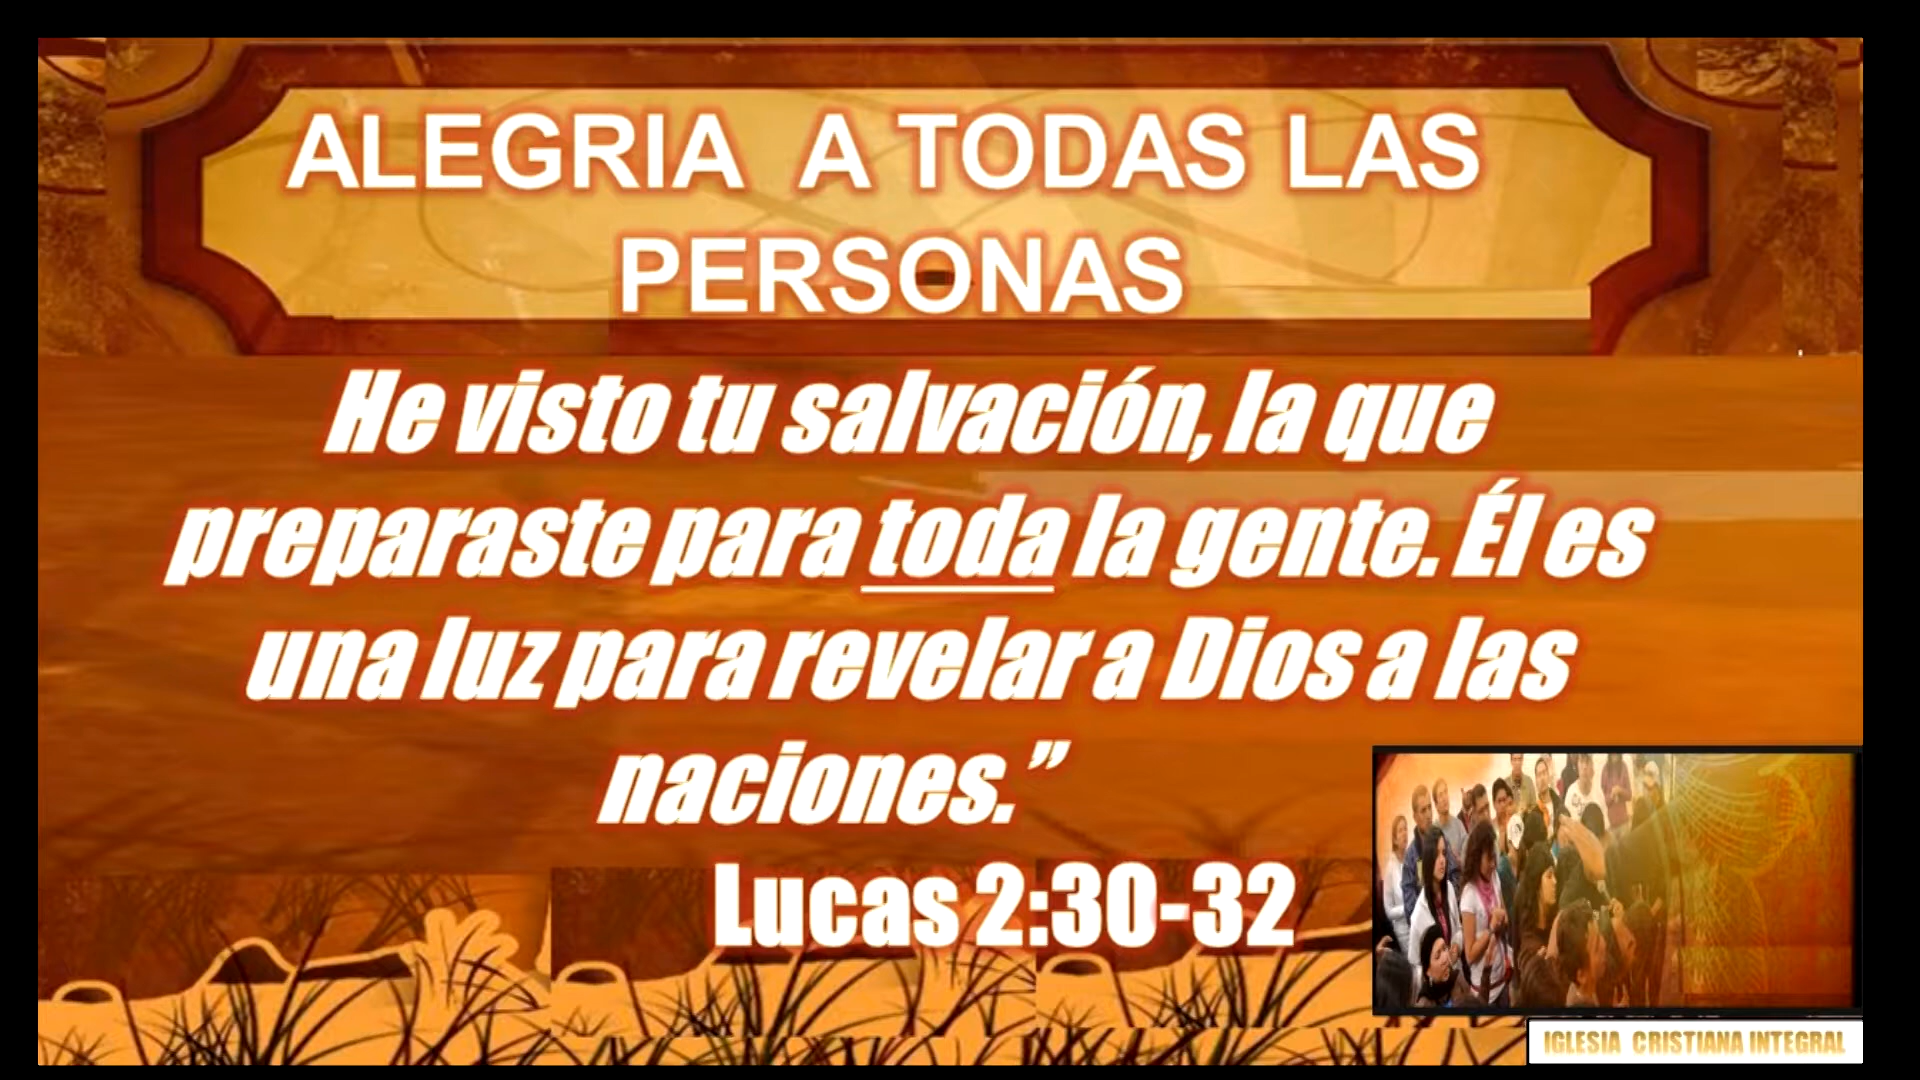 ALEGRIA  A TODAS LAS
PERSONAS
He visto tu salvación, la que
preparaste para toda la gente. Él es
una luz para revelar a Dios a las
naciones.”
Lucas 2:30-32
IGLESIA  CRISTIANA INTEGRAL